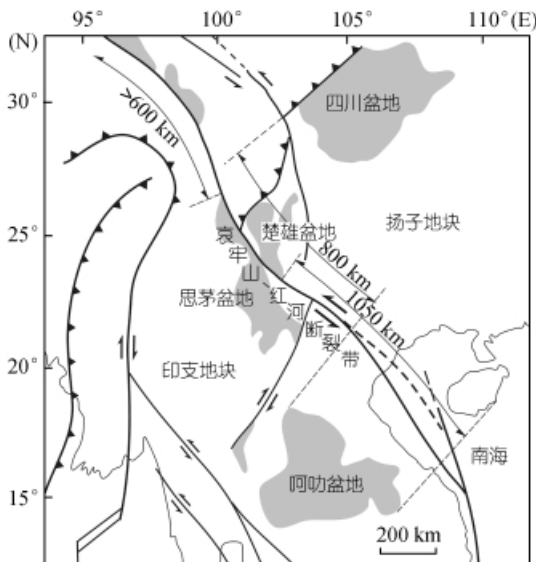 95° 100° 105° 110° (E)
(N)
30°
25°
20°
15°
>600 km
四川盆地
扬子地块
楚雄盆地
哀牢山-红河断裂带
800 km
1050 km
思茅盆地
印支地块
南海
呵叻盆地
200 km